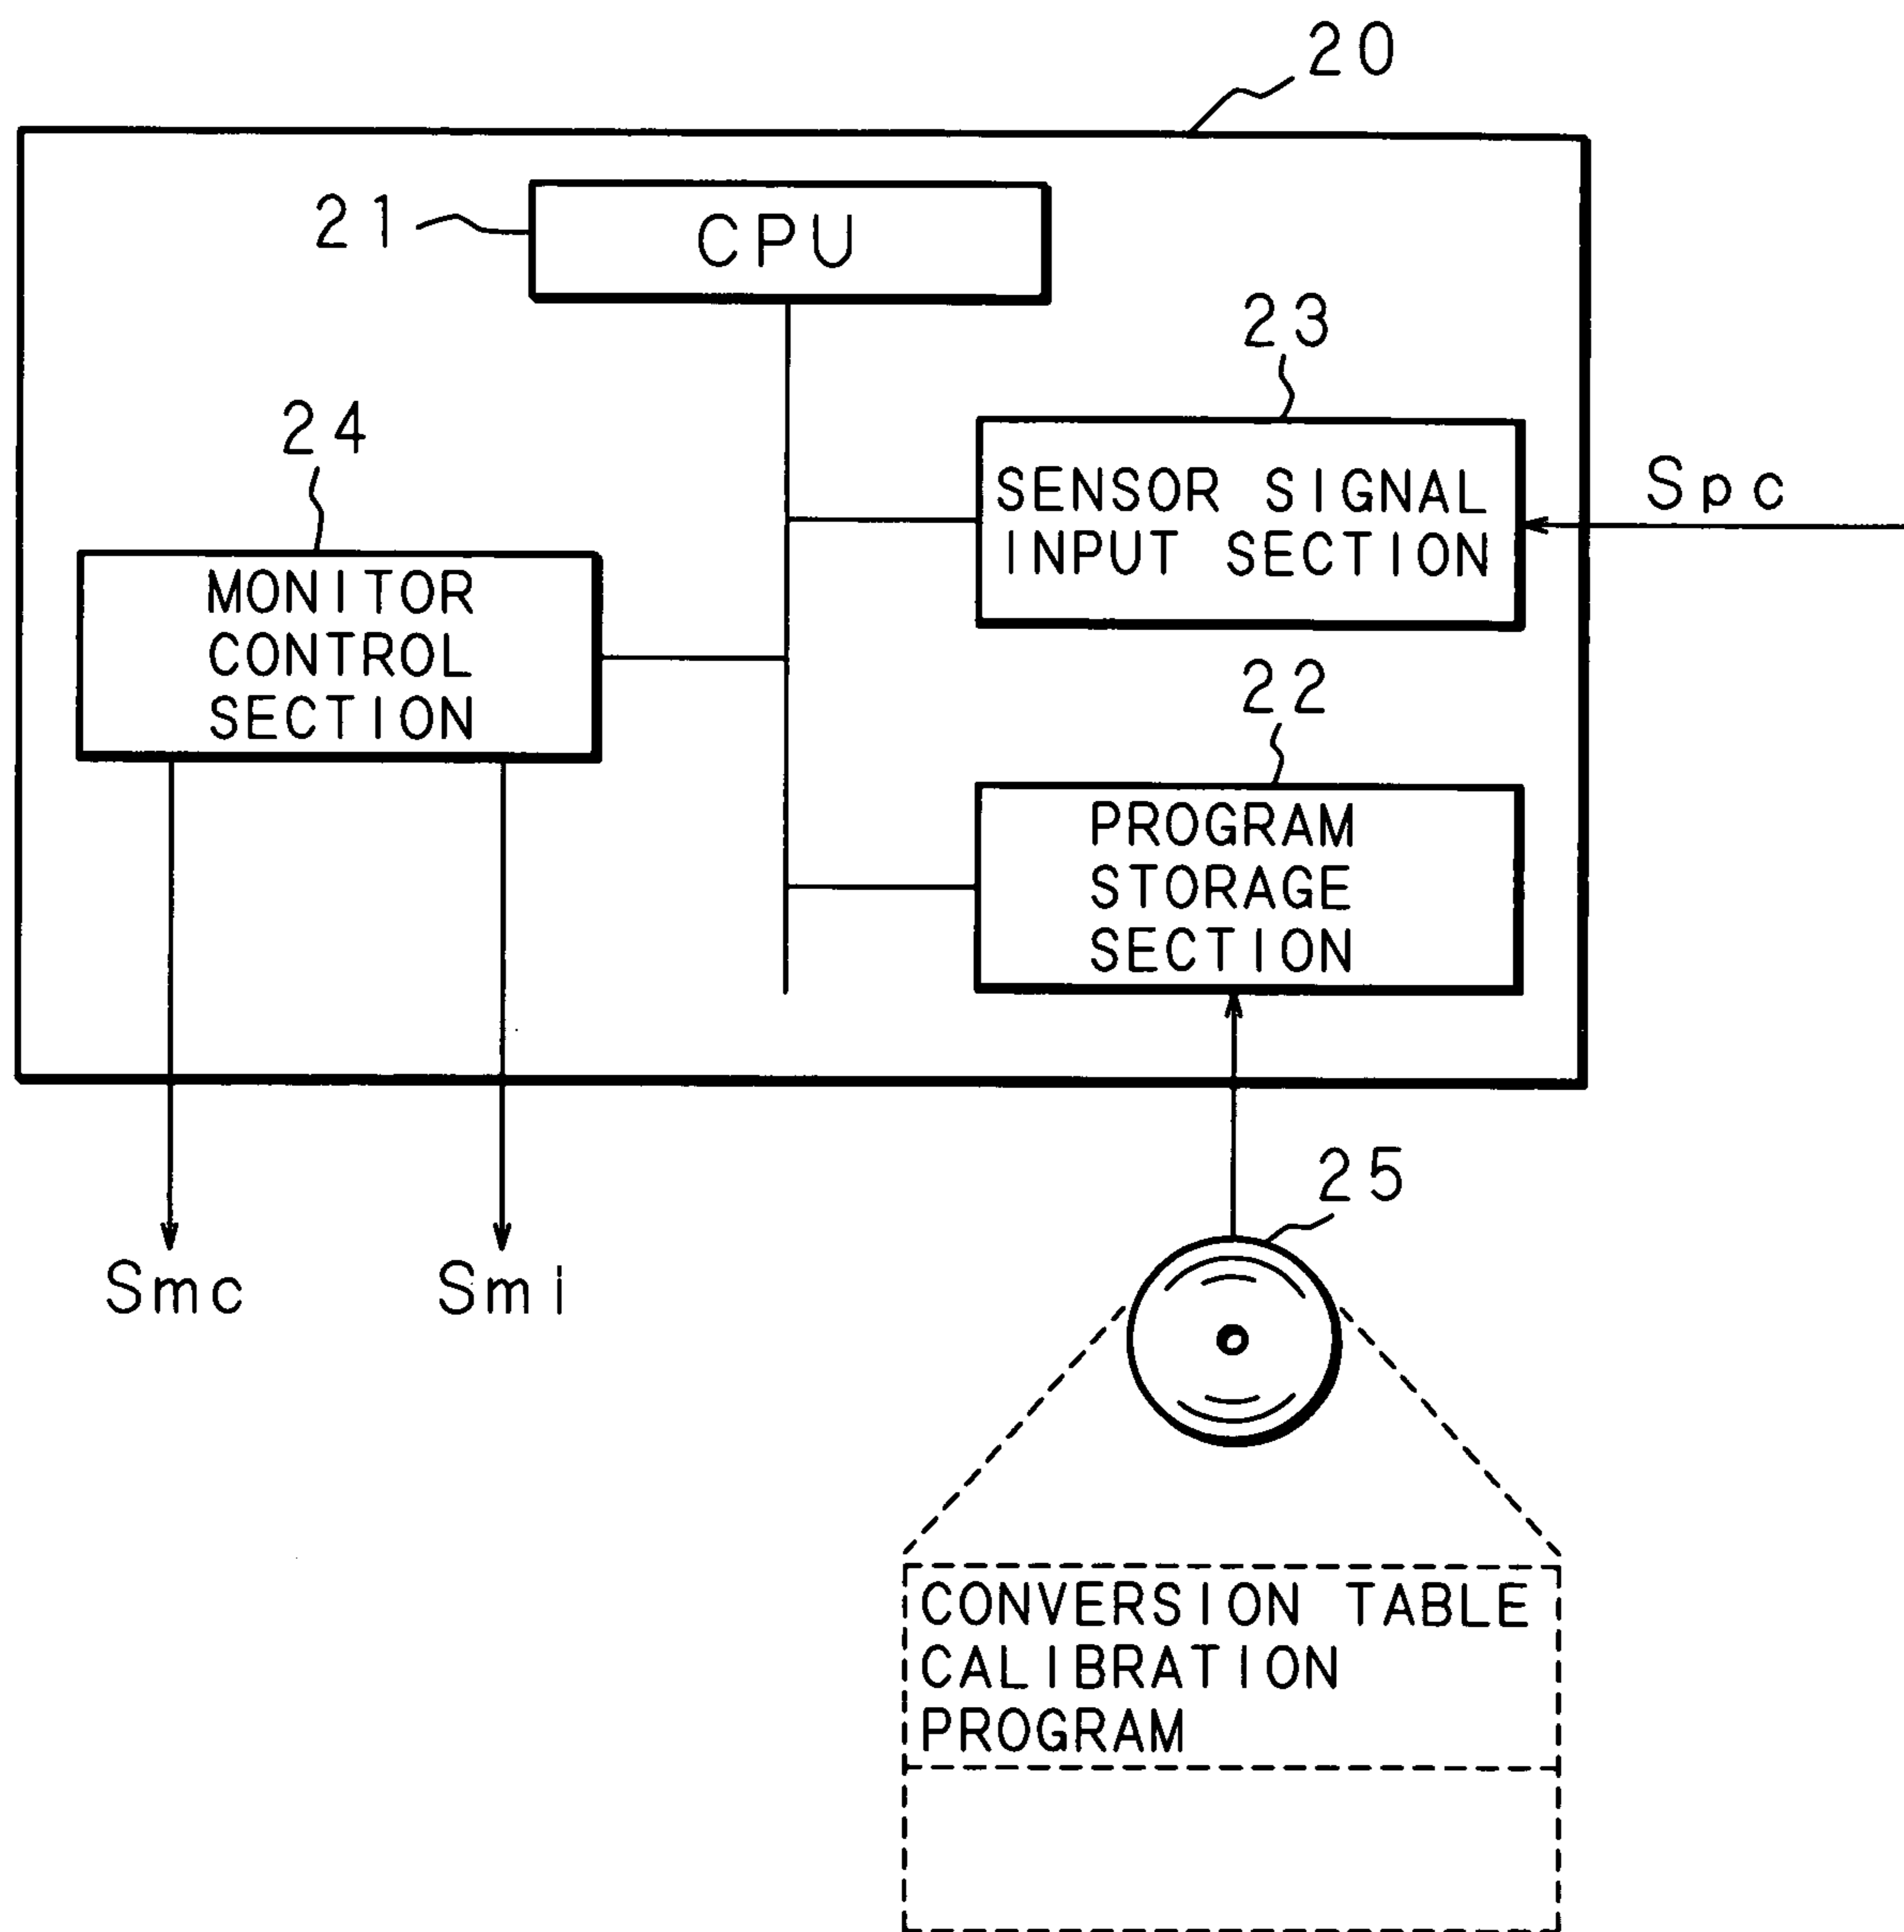 20
21
CPU
23
24
SENSOR SIGNAL
INPUT SECTION
Spc
MONITOR
CONTROL
SECTION
22
PROGRAM
STORAGE
SECTION
25
Smc
Smi
CONVERSION TABLE
CALIBRATION
PROGRAM